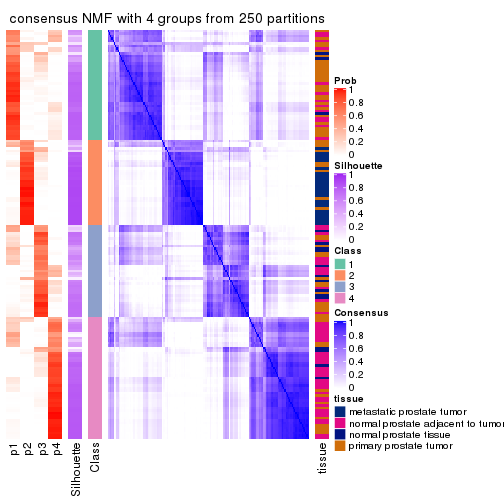 consensus NMF with 4 groups from 250 partitions
Prob
1
0.8
0.6
0.4
0.2
0
Silhouette
1
0.8
0.6
0.4
0.2
0
Class
1
2
3
4
Consensus
1
0.8
0.6
0.4
0.2
0
tissue
metastatic prostate tumor
normal prostate adjacent to tumor
normal prostate tissue
primary prostate tumor
p1
p2
p3
p4
Silhouette
Class
tissue